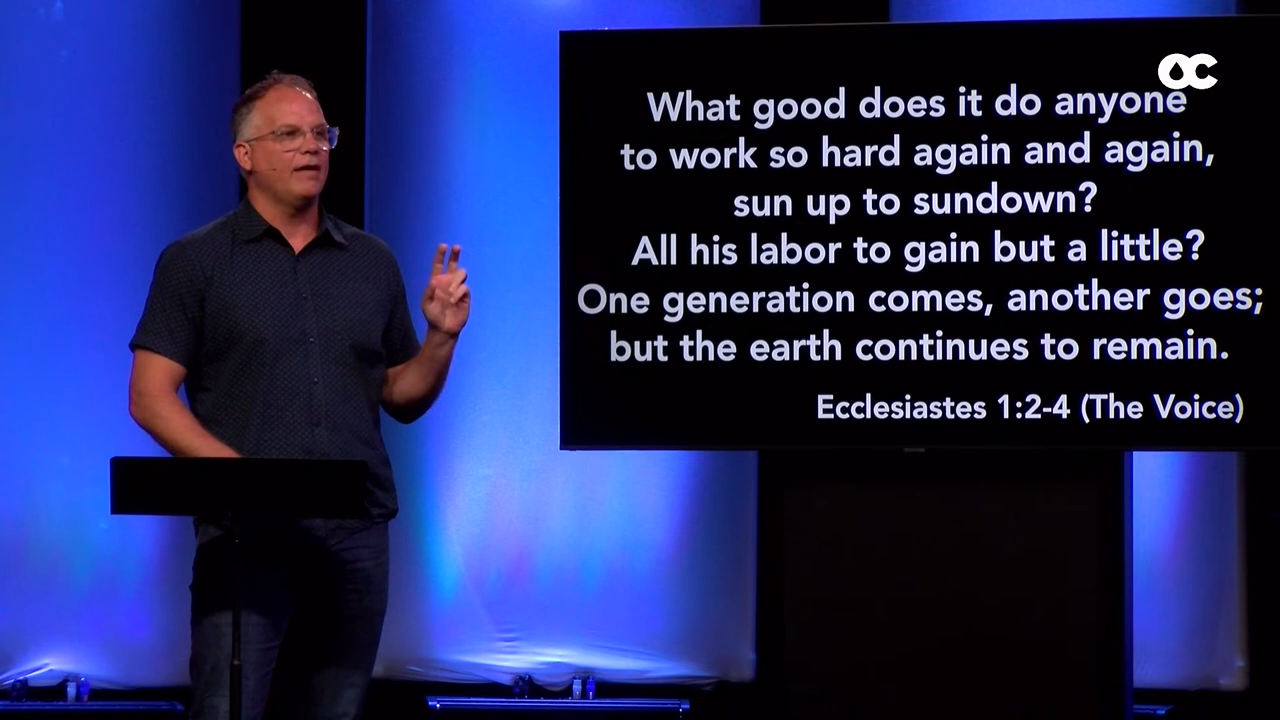 OC
What good does it do anyone
to work so hard again and again,
sun up to sundown?
All his labor to gain but a little?
One generation comes, another goes;
but the earth continues to remain.
Ecclesiastes 1:2-4 (The Voice)